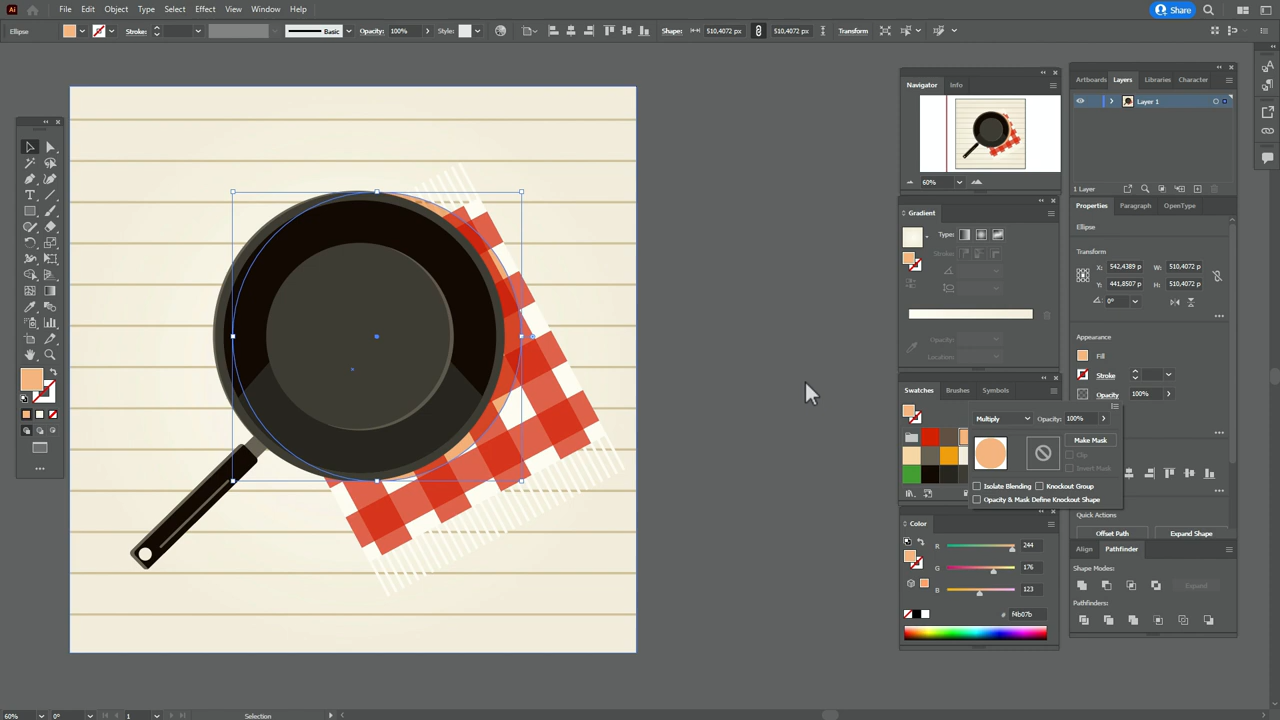 Ai File Edit Object Type Select Effect View Window Help Share
Ellipse Stroke: Basic Opacity: 100% Style: Shape: 510,4072 px 510,4072 px Transform
Navigator Info
60%
Artboards Layers Libraries Character
Layer 1
1 Layer
Gradient
Type:
Stroke:
Opacity:
Location:
Properties Paragraph OpenType
Ellipse
Transform
X: 542,4389 p W: 510,4072
Y: 441,8507 p H: 510,4072
0°
Appearance
Fill
Stroke
Opacity 100%
Swatches Brushes Symbols
Multiply Opacity: 100%
Make Mask
Clip
Invert Mask
Isolate Blending Knockout Group
Opacity & Mask Define Knockout Shape
Quick Actions
Offset Path Expand Shape
Color
R 244
G 176
B 123
# f4b07b
Align Pathfinder
Shape Modes:
Expand
Pathfinders:
60% 0° 1 Selection